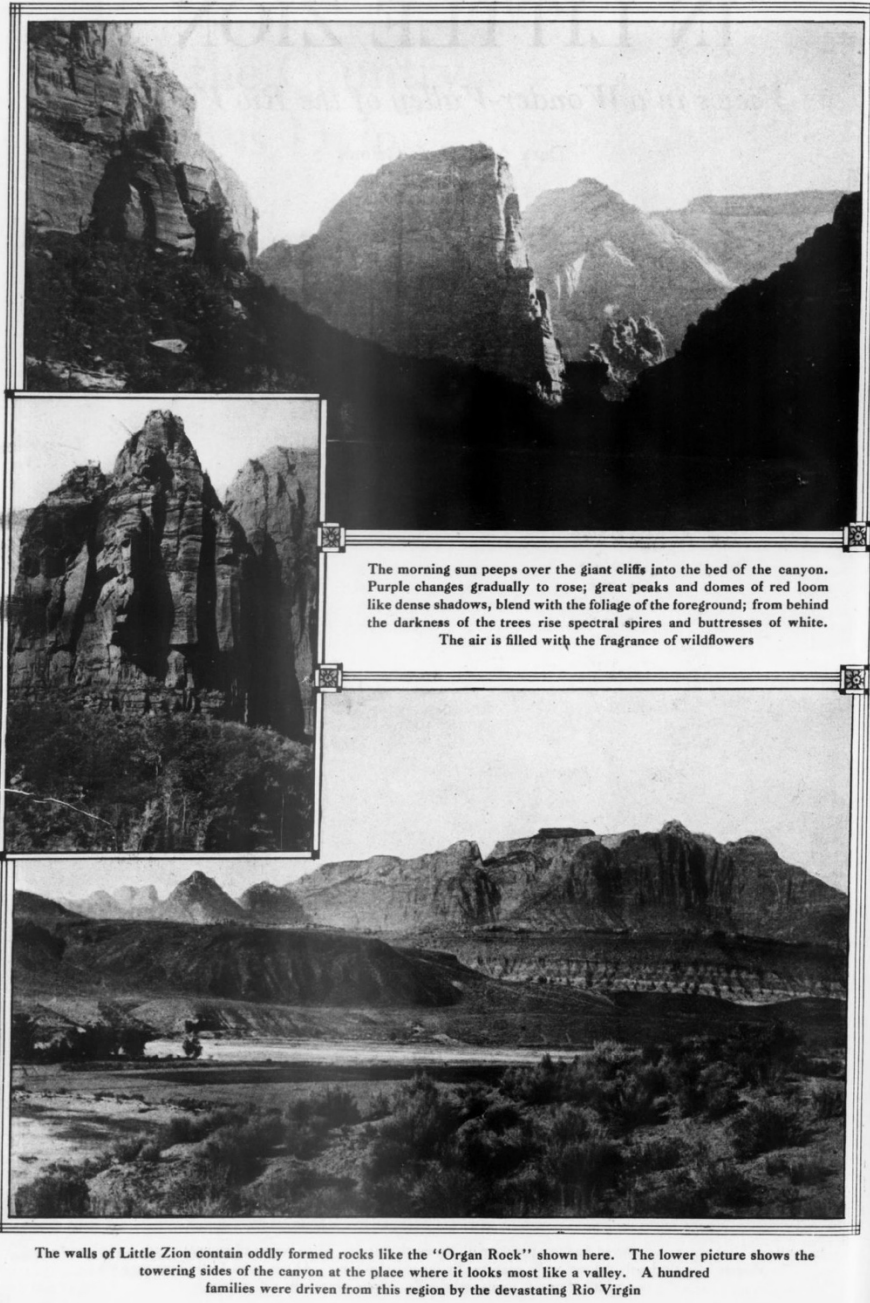 The morning sun peeps over the giant cliffs into the bed of the canyon.
Purple changes gradually to rose; great peaks and domes of red loom
like dense shadows, blend with the foliage of the foreground; from behind
the darkness of the trees rise spectral spires and buttresses of white.
The air is filled with the fragrance of wildflowers
The walls of Little Zion contain oddly formed rocks like the "Organ Rock" shown here. The lower picture shows the
towering sides of the canyon at the place where it looks most like a valley. A hundred
families were driven from this region by the devastating Rio Virgin